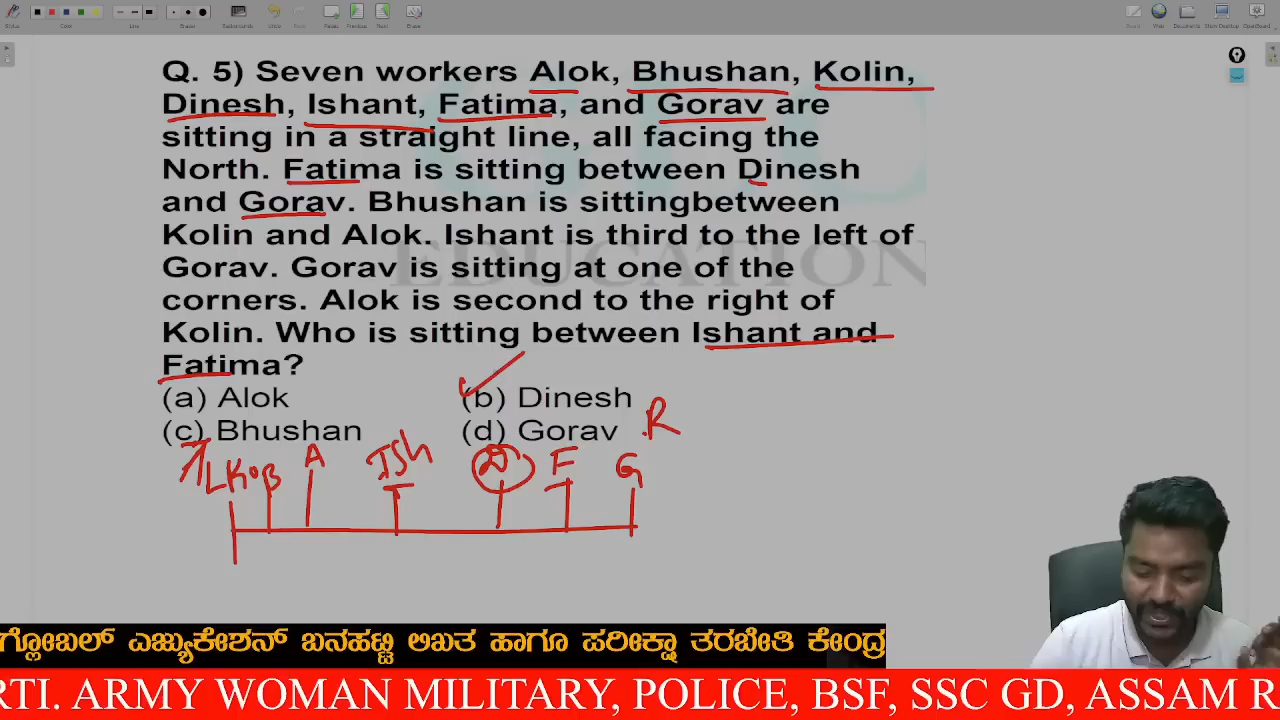 Q. 5) Seven workers Alok, Bhushan, Kolin,
Dinesh, Ishant, Fatima, and Gorav are
sitting in a straight line, all facing the
North. Fatima is sitting between Dinesh
and Gorav. Bhushan is sittingbetween
Kolin and Alok. Ishant is third to the left of
Gorav. Gorav is sitting at one of the
corners. Alok is second to the right of
Kolin. Who is sitting between Ishant and
Fatima?
(a) Alok (b) Dinesh
(c) Bhushan (d) Gorav
EDUCATION
R
L Ko B A Ish D F G
ಗ್ಲೋಬಲ್ ಎಜ್ಯುಕೇಶನ್ ಬನಹಟ್ಟಿ ಲಿಖಿತ ಹಾಗೂ ಪರೀಕ್ಷಾ ತರಬೇತಿ ಕೇಂದ್ರ
RTI. ARMY WOMAN MILITARY, POLICE, BSF, SSC GD, ASSAM R